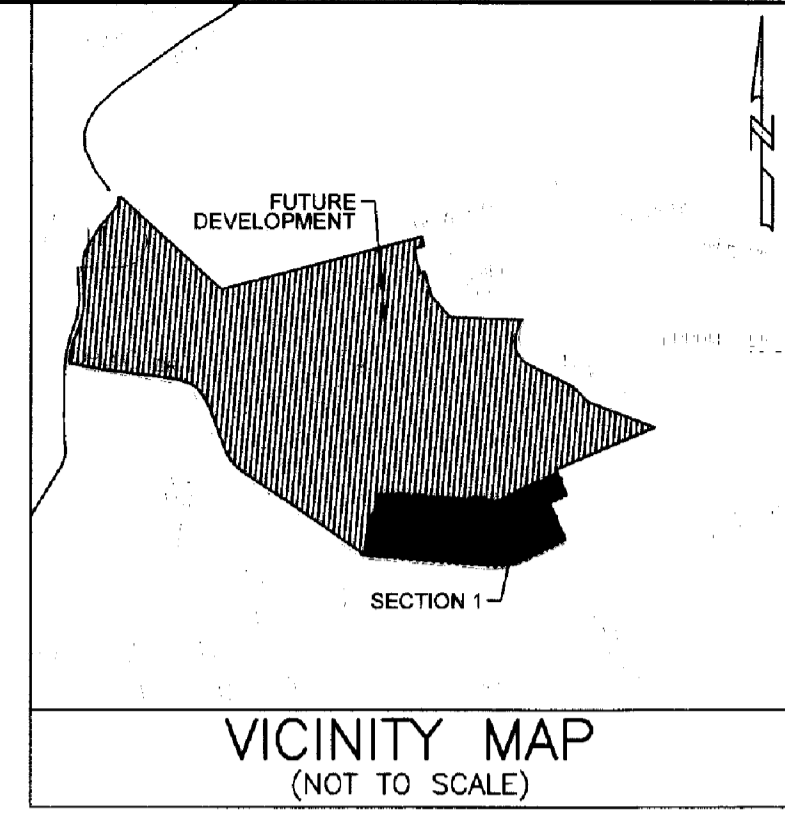 N
FUTURE
DEVELOPMENT
SECTION 1
VICINITY MAP
(NOT TO SCALE)